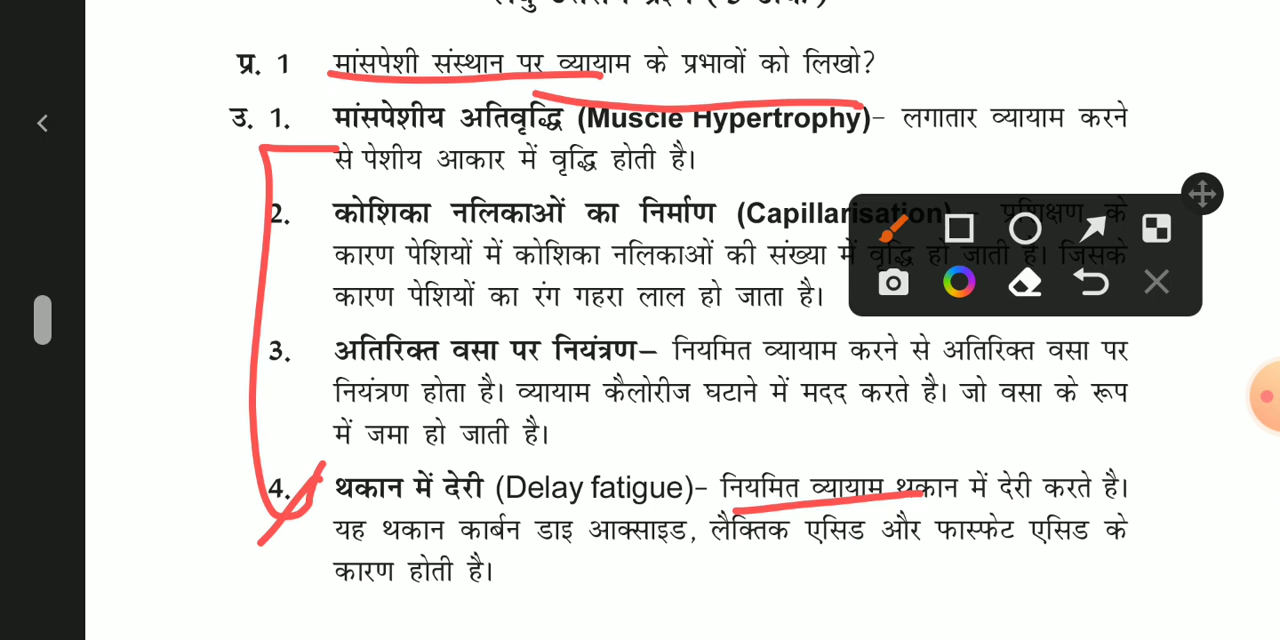 प्र. 1 मांसपेशी संस्थान पर व्यायाम के प्रभावों को लिखो?
उ. 1. मांसपेशीय अतिवृद्धि (Muscle Hypertrophy)– लगातार व्यायाम करने
से पेशीय आकार में वृद्धि होती है।
2. कोशिका नलिकाओं का निर्माण (Capillarisation) – प्रशिक्षण के
कारण पेशियों में कोशिका नलिकाओं की संख्या में वृद्धि हो जाती है। जिसके
कारण पेशियों का रंग गहरा लाल हो जाता है।
3. अतिरिक्त वसा पर नियंत्रण– नियमित व्यायाम करने से अतिरिक्त वसा पर
नियंत्रण होता है। व्यायाम कैलोरीज घटाने में मदद करते है। जो वसा के रूप
में जमा हो जाती है।
4. थकान में देरी (Delay fatigue)- नियमित व्यायाम थकान में देरी करते है।
यह थकान कार्बन डाइ आक्साइड, लैक्तिक एसिड और फास्फेट एसिड के
कारण होती है।